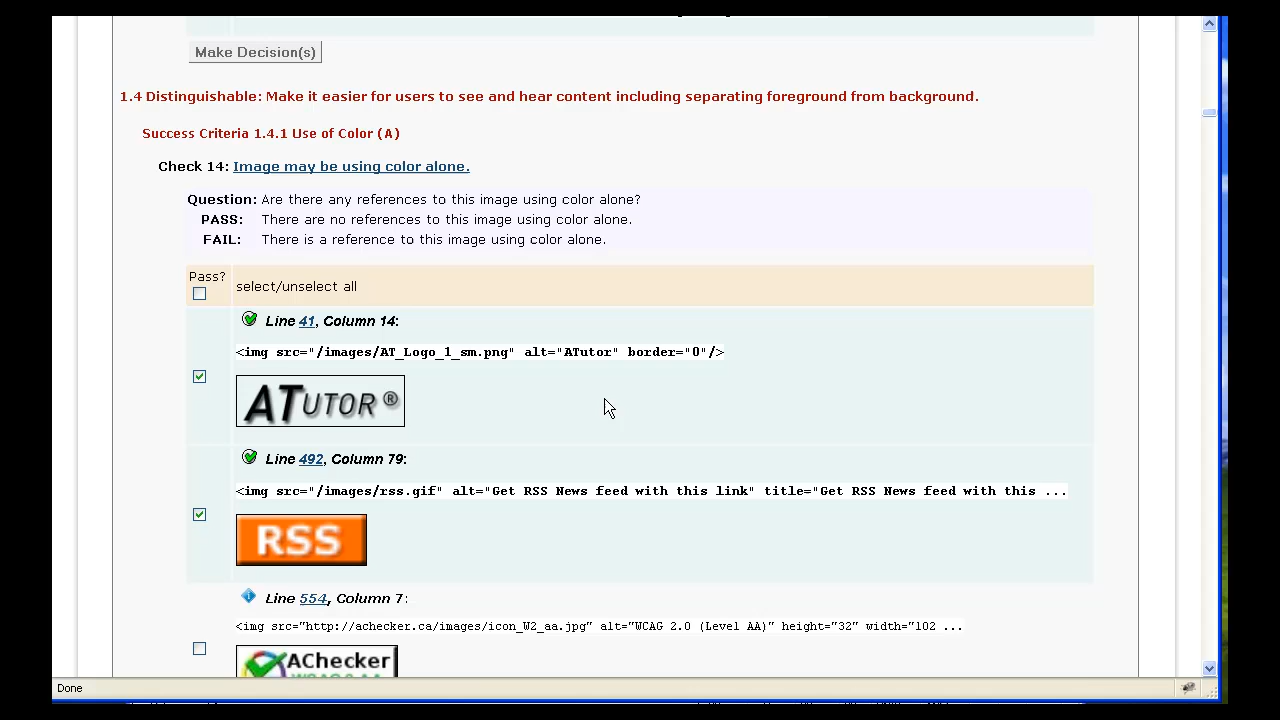 Make Decision(s)
1.4 Distinguishable: Make it easier for users to see and hear content including separating foreground from background.
Success Criteria 1.4.1 Use of Color (A)
Check 14: Image may be using color alone.
Question: Are there any references to this image using color alone?
PASS: There are no references to this image using color alone.
FAIL: There is a reference to this image using color alone.
Pass?
select/unselect all
Line 41, Column 14:
<img src="/images/AT_Logo_1_sm.png" alt="ATutor" border="0"/>
ATUTOR ®
Line 492, Column 79:
<img src="/images/rss.gif" alt="Get RSS News feed with this link" title="Get RSS News feed with this ...
RSS
Line 554, Column 7:
<img src="http://achecker.ca/images/icon_W2_aa.jpg" alt="WCAG 2.0 (Level AA)" height="32" width="102 ...
AChecker
Done